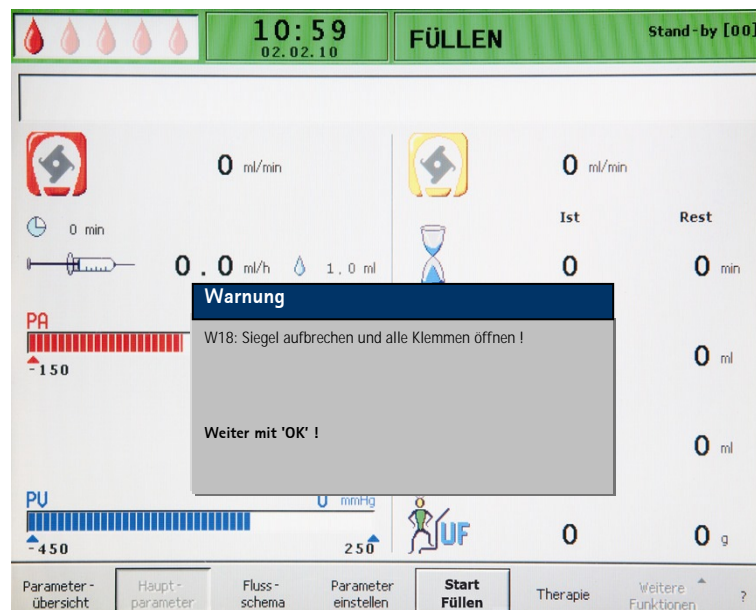 10:59
02.02.10
FÜLLEN
Stand-by [00]
0 ml/min
0 ml/min
0 min
Ist
Rest
0.0 ml/h
1.0 ml
0
0 min
Warnung
W18: Siegel aufbrechen und alle Klemmen öffnen !
Weiter mit 'OK' !
PA
-150
0 ml
0 ml
PV
0 mmHg
-450
250
UF
0
0 g
Parameter-
übersicht
Haupt-
parameter
Fluss-
schema
Parameter
einstellen
Start
Füllen
Therapie
Weitere
Funktionen
?